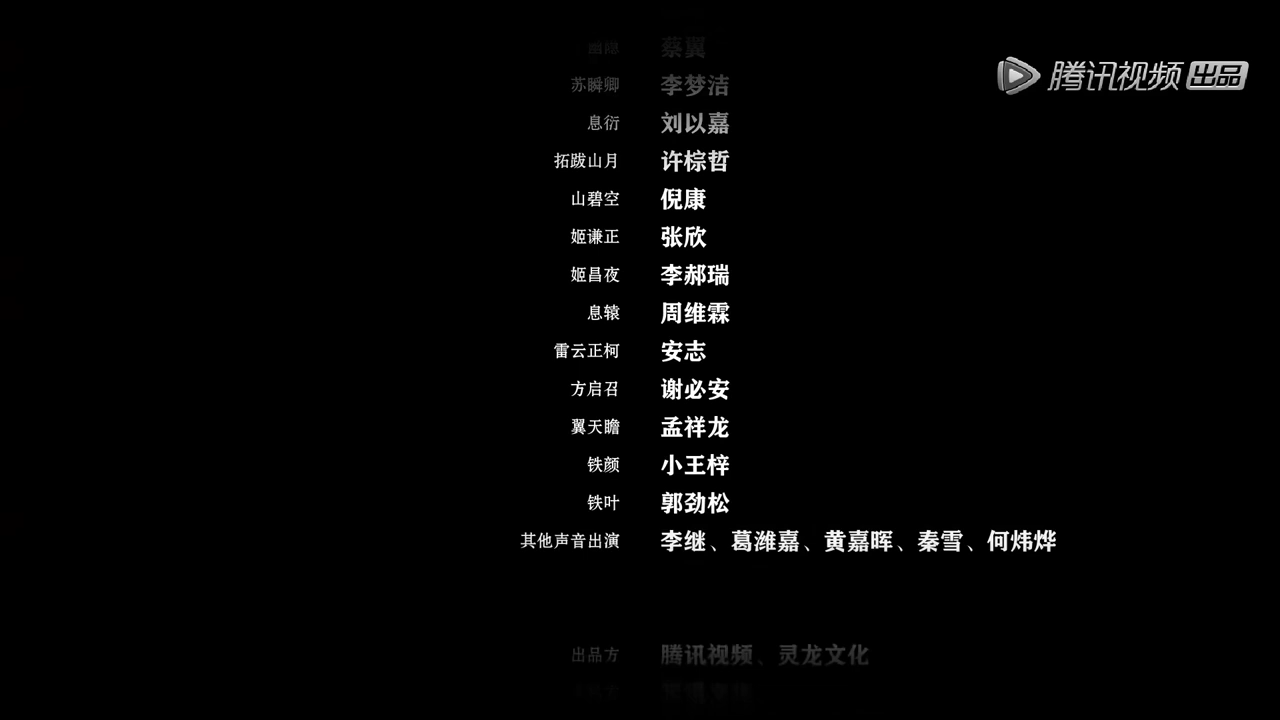 腾讯视频 出品
蔡翼
苏瞬卿 李梦洁
息衍 刘以嘉
拓跋山月 许棕哲
山碧空 倪康
姬谦正 张欣
姬昌夜 李郝瑞
息辕 周维霖
雷云正柯 安志
方启召 谢必安
翼天瞻 孟祥龙
铁颜 小王梓
铁叶 郭劲松
其他声音出演 李继、葛潍嘉、黄嘉晖、秦雪、何炜烨
出品方 腾讯视频、灵龙文化